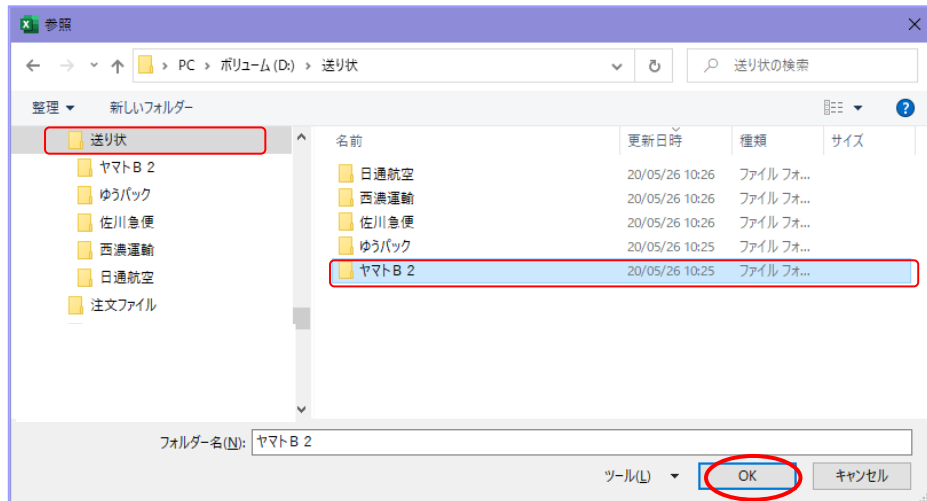 参照
PC › ボリューム (D:) › 送り状
送り状の検索
整理 新しいフォルダー
送り状
ヤマトB 2
ゆうパック
佐川急便
西濃運輸
日通航空
注文ファイル
名前 更新日時 種類 サイズ
日通航空 20/05/26 10:26 ファイル フォ...
西濃運輸 20/05/26 10:26 ファイル フォ...
佐川急便 20/05/26 10:26 ファイル フォ...
ゆうパック 20/05/26 10:25 ファイル フォ...
ヤマトB 2 20/05/26 10:25 ファイル フォ...
フォルダー名(N): ヤマトB 2
ツール(L) OK キャンセル